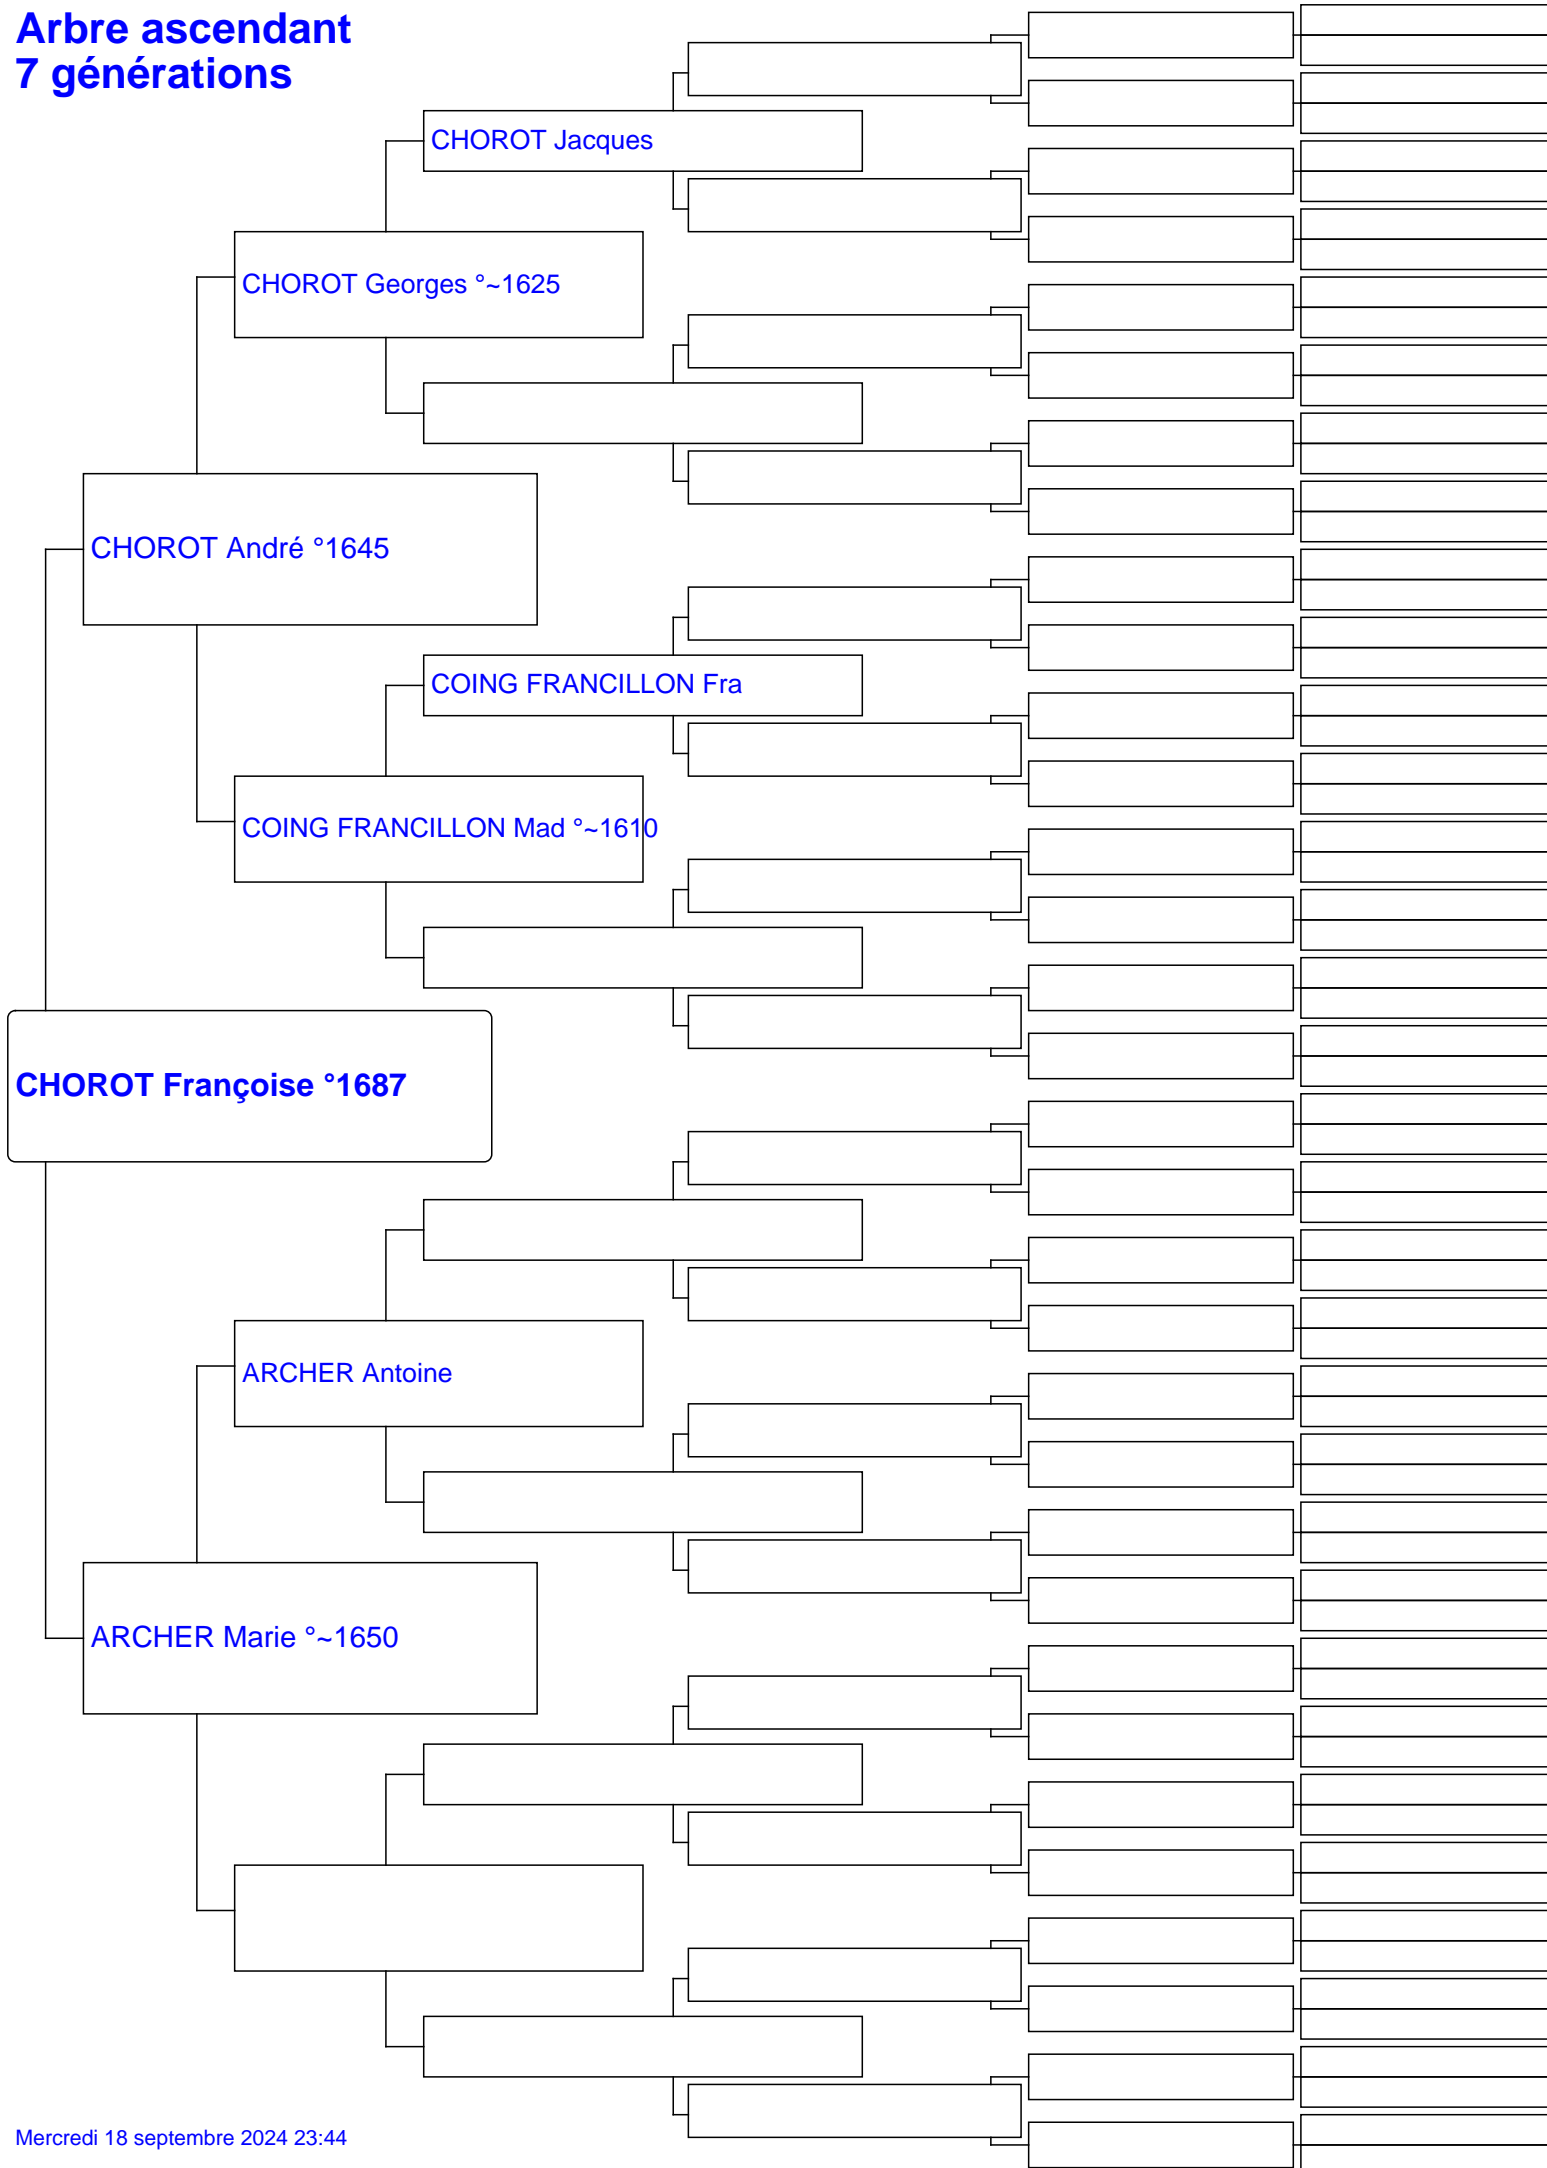 Arbre ascendant
7 générations
CHOROT Jacques
CHOROT Georges °~1625
CHOROT André °1645
COING FRANCILLON Fra
COING FRANCILLON Mad °~1610
CHOROT Françoise °1687
ARCHER Antoine
ARCHER Marie °~1650
Mercredi 18 septembre 2024 23:44